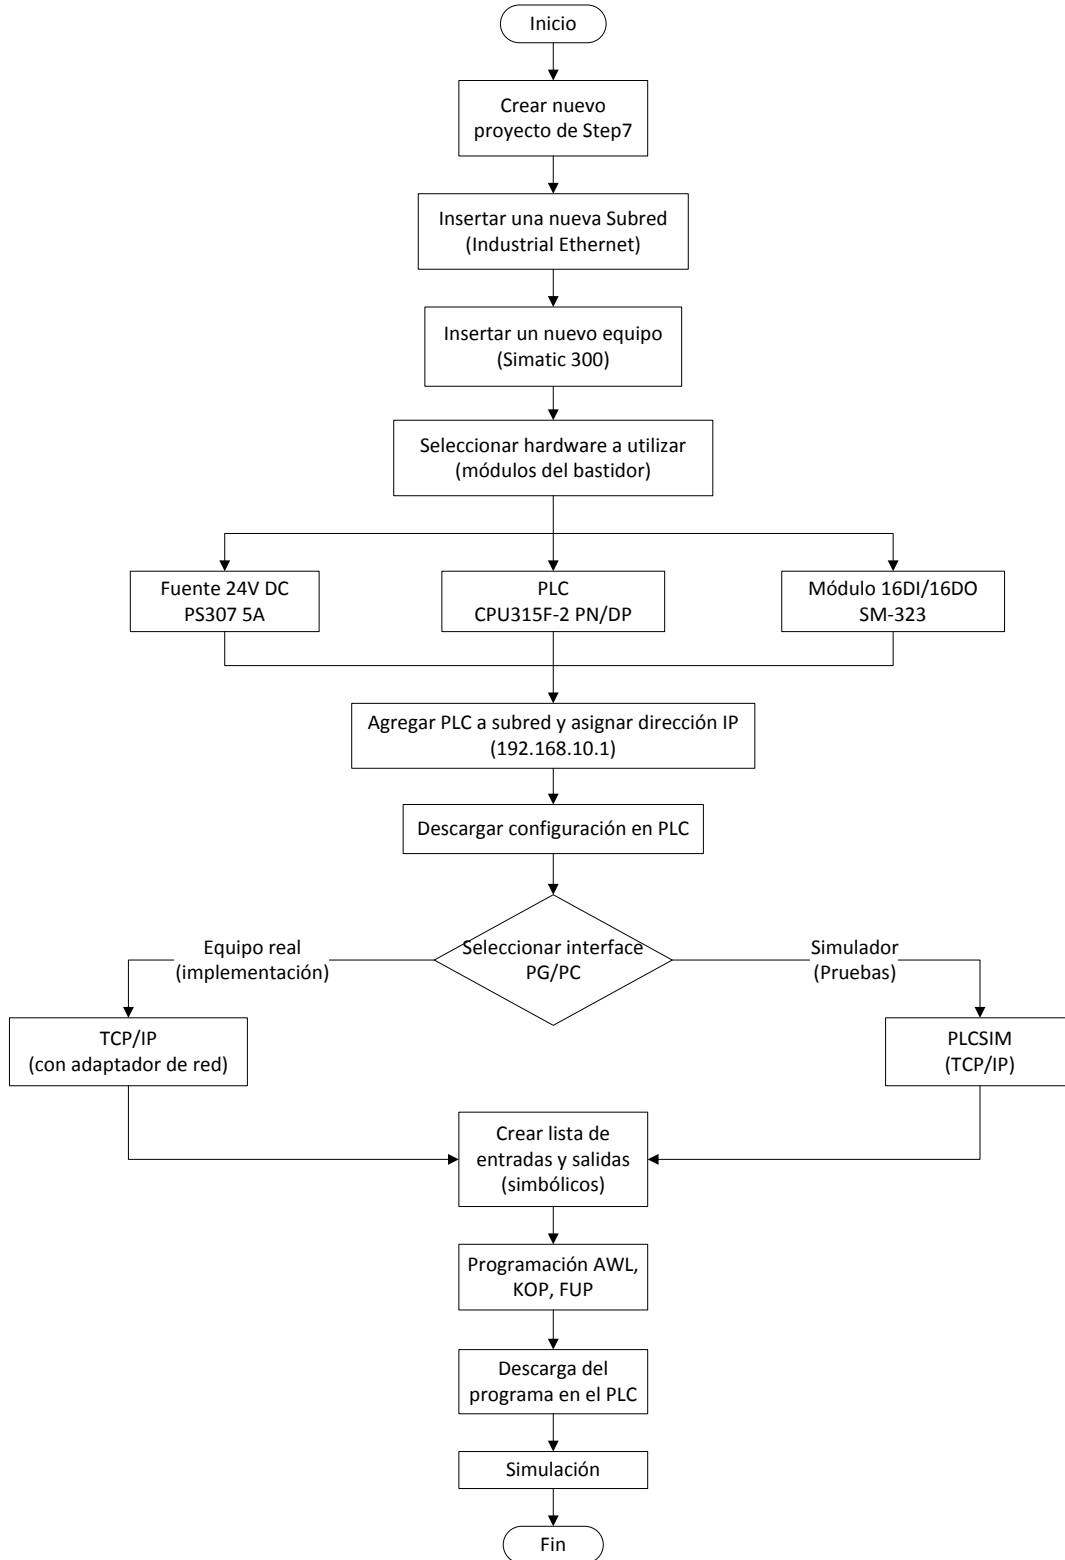 Inicio
Crear nuevo
proyecto de Step7
Insertar una nueva Subred
(Industrial Ethernet)
Insertar un nuevo equipo
(Simatic 300)
Seleccionar hardware a utilizar
(módulos del bastidor)
Fuente 24V DC
PS307 5A
PLC
CPU315F-2 PN/DP
Módulo 16DI/16DO
SM-323
Agregar PLC a subred y asignar dirección IP
(192.168.10.1)
Descargar configuración en PLC
Equipo real
(implementación)
Seleccionar interface
PG/PC
Simulador
(Pruebas)
TCP/IP
(con adaptador de red)
PLCSIM
(TCP/IP)
Crear lista de
entradas y salidas
(simbólicos)
Programación AWL,
KOP, FUP
Descarga del
programa en el PLC
Simulación
Fin